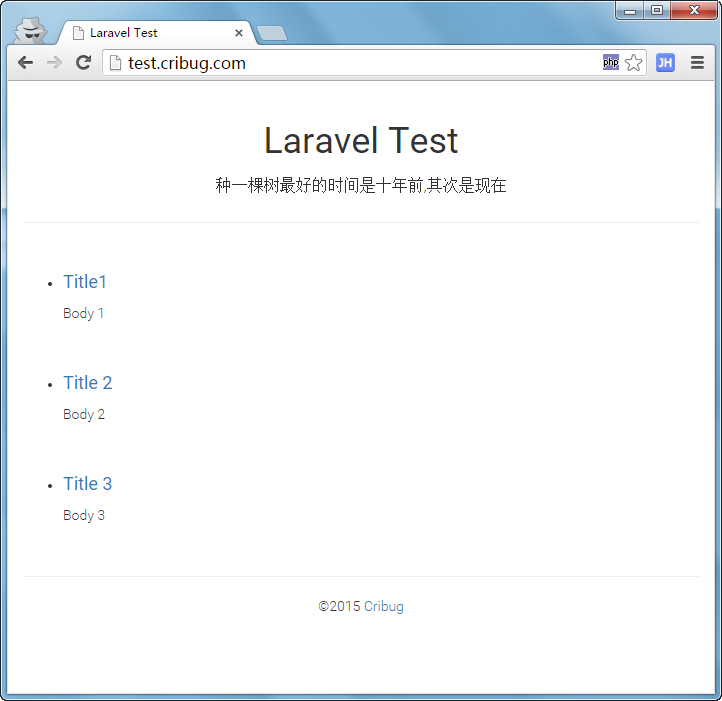 Laravel Test
test.cribug.com
php
JH
Laravel Test
种一棵树最好的时间是十年前,其次是现在
Title1
Body 1
Title 2
Body 2
Title 3
Body 3
©2015 Cribug